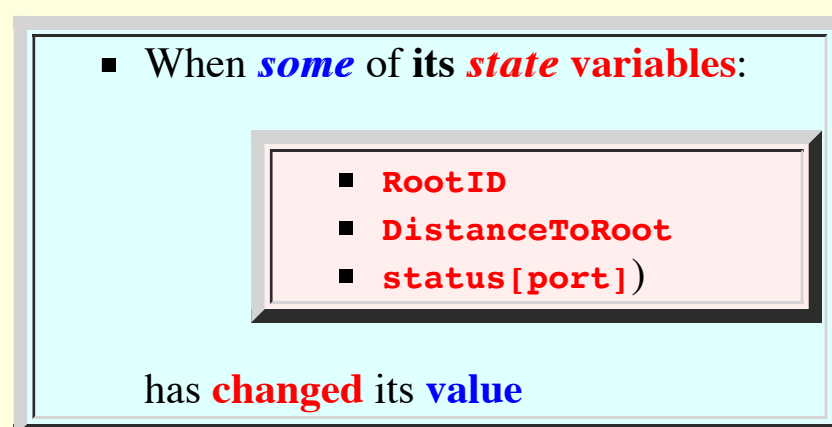 When some of its state variables:
RootID
DistanceToRoot
status[port])
has changed its value